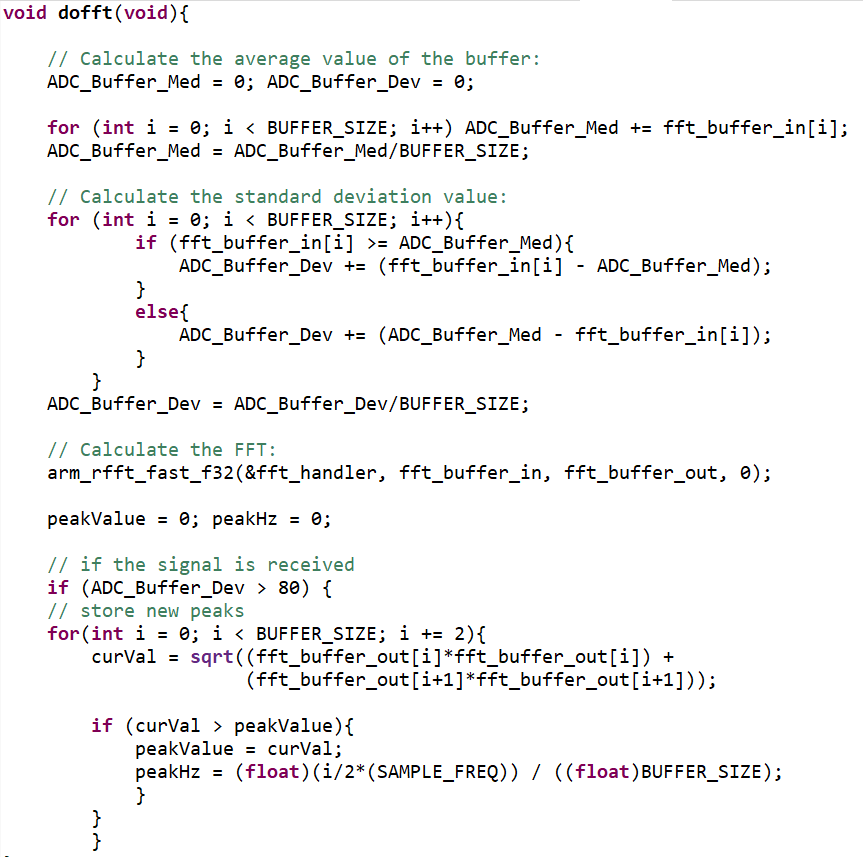 void dofft(void){
// Calculate the average value of the buffer:
ADC_Buffer_Med = 0; ADC_Buffer_Dev = 0;
for (int i = 0; i < BUFFER_SIZE; i++) ADC_Buffer_Med += fft_buffer_in[i];
ADC_Buffer_Med = ADC_Buffer_Med/BUFFER_SIZE;
// Calculate the standard deviation value:
for (int i = 0; i < BUFFER_SIZE; i++){
if (fft_buffer_in[i] >= ADC_Buffer_Med){
ADC_Buffer_Dev += (fft_buffer_in[i] - ADC_Buffer_Med);
}
else{
ADC_Buffer_Dev += (ADC_Buffer_Med - fft_buffer_in[i]);
}
}
ADC_Buffer_Dev = ADC_Buffer_Dev/BUFFER_SIZE;
// Calculate the FFT:
arm_rfft_fast_f32(&fft_handler, fft_buffer_in, fft_buffer_out, 0);
peakValue = 0; peakHz = 0;
// if the signal is received
if (ADC_Buffer_Dev > 80) {
// store new peaks
for(int i = 0; i < BUFFER_SIZE; i += 2){
curVal = sqrt((fft_buffer_out[i]*fft_buffer_out[i]) +
(fft_buffer_out[i+1]*fft_buffer_out[i+1]));
if (curVal > peakValue){
peakValue = curVal;
peakHz = (float)(i/2*(SAMPLE_FREQ)) / ((float)BUFFER_SIZE);
}
}
}